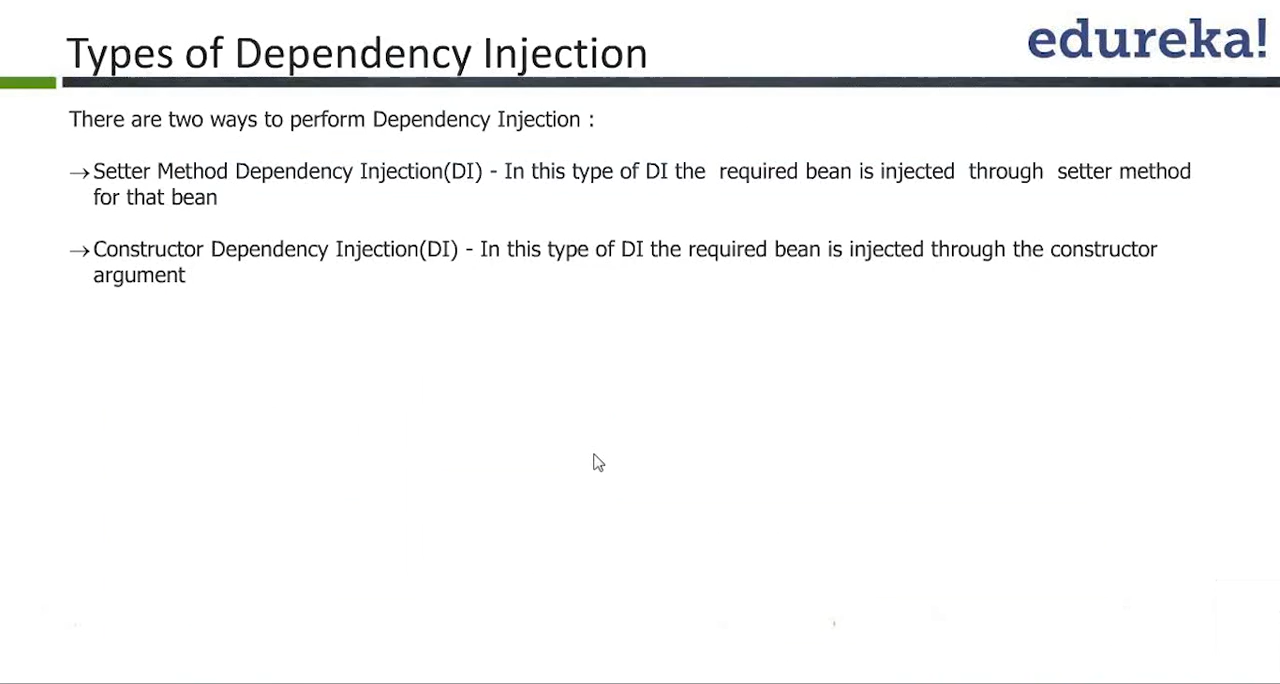 Types of Dependency Injection
edureka!
There are two ways to perform Dependency Injection :
→Setter Method Dependency Injection(DI) - In this type of DI the required bean is injected through setter method
for that bean
→Constructor Dependency Injection(DI) - In this type of DI the required bean is injected through the constructor
argument